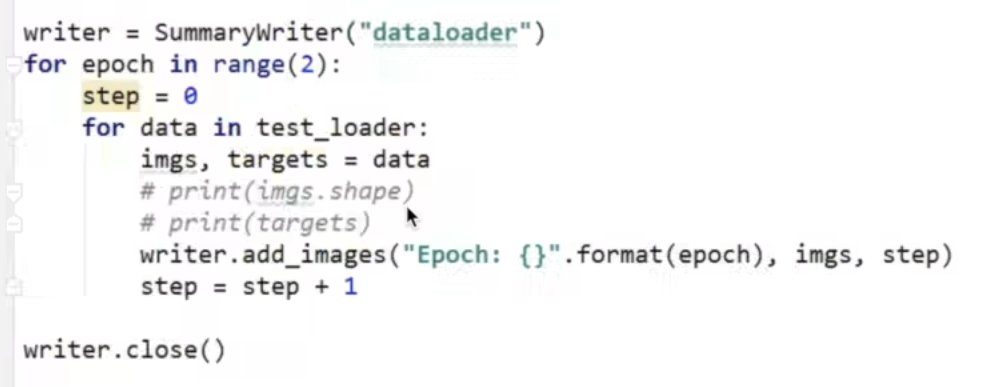 writer = SummaryWriter("dataloader")
for epoch in range(2):
    step = 0
    for data in test_loader:
        imgs, targets = data
        # print(imgs.shape)
        # print(targets)
        writer.add_images("Epoch: {}".format(epoch), imgs, step)
        step = step + 1
writer.close()